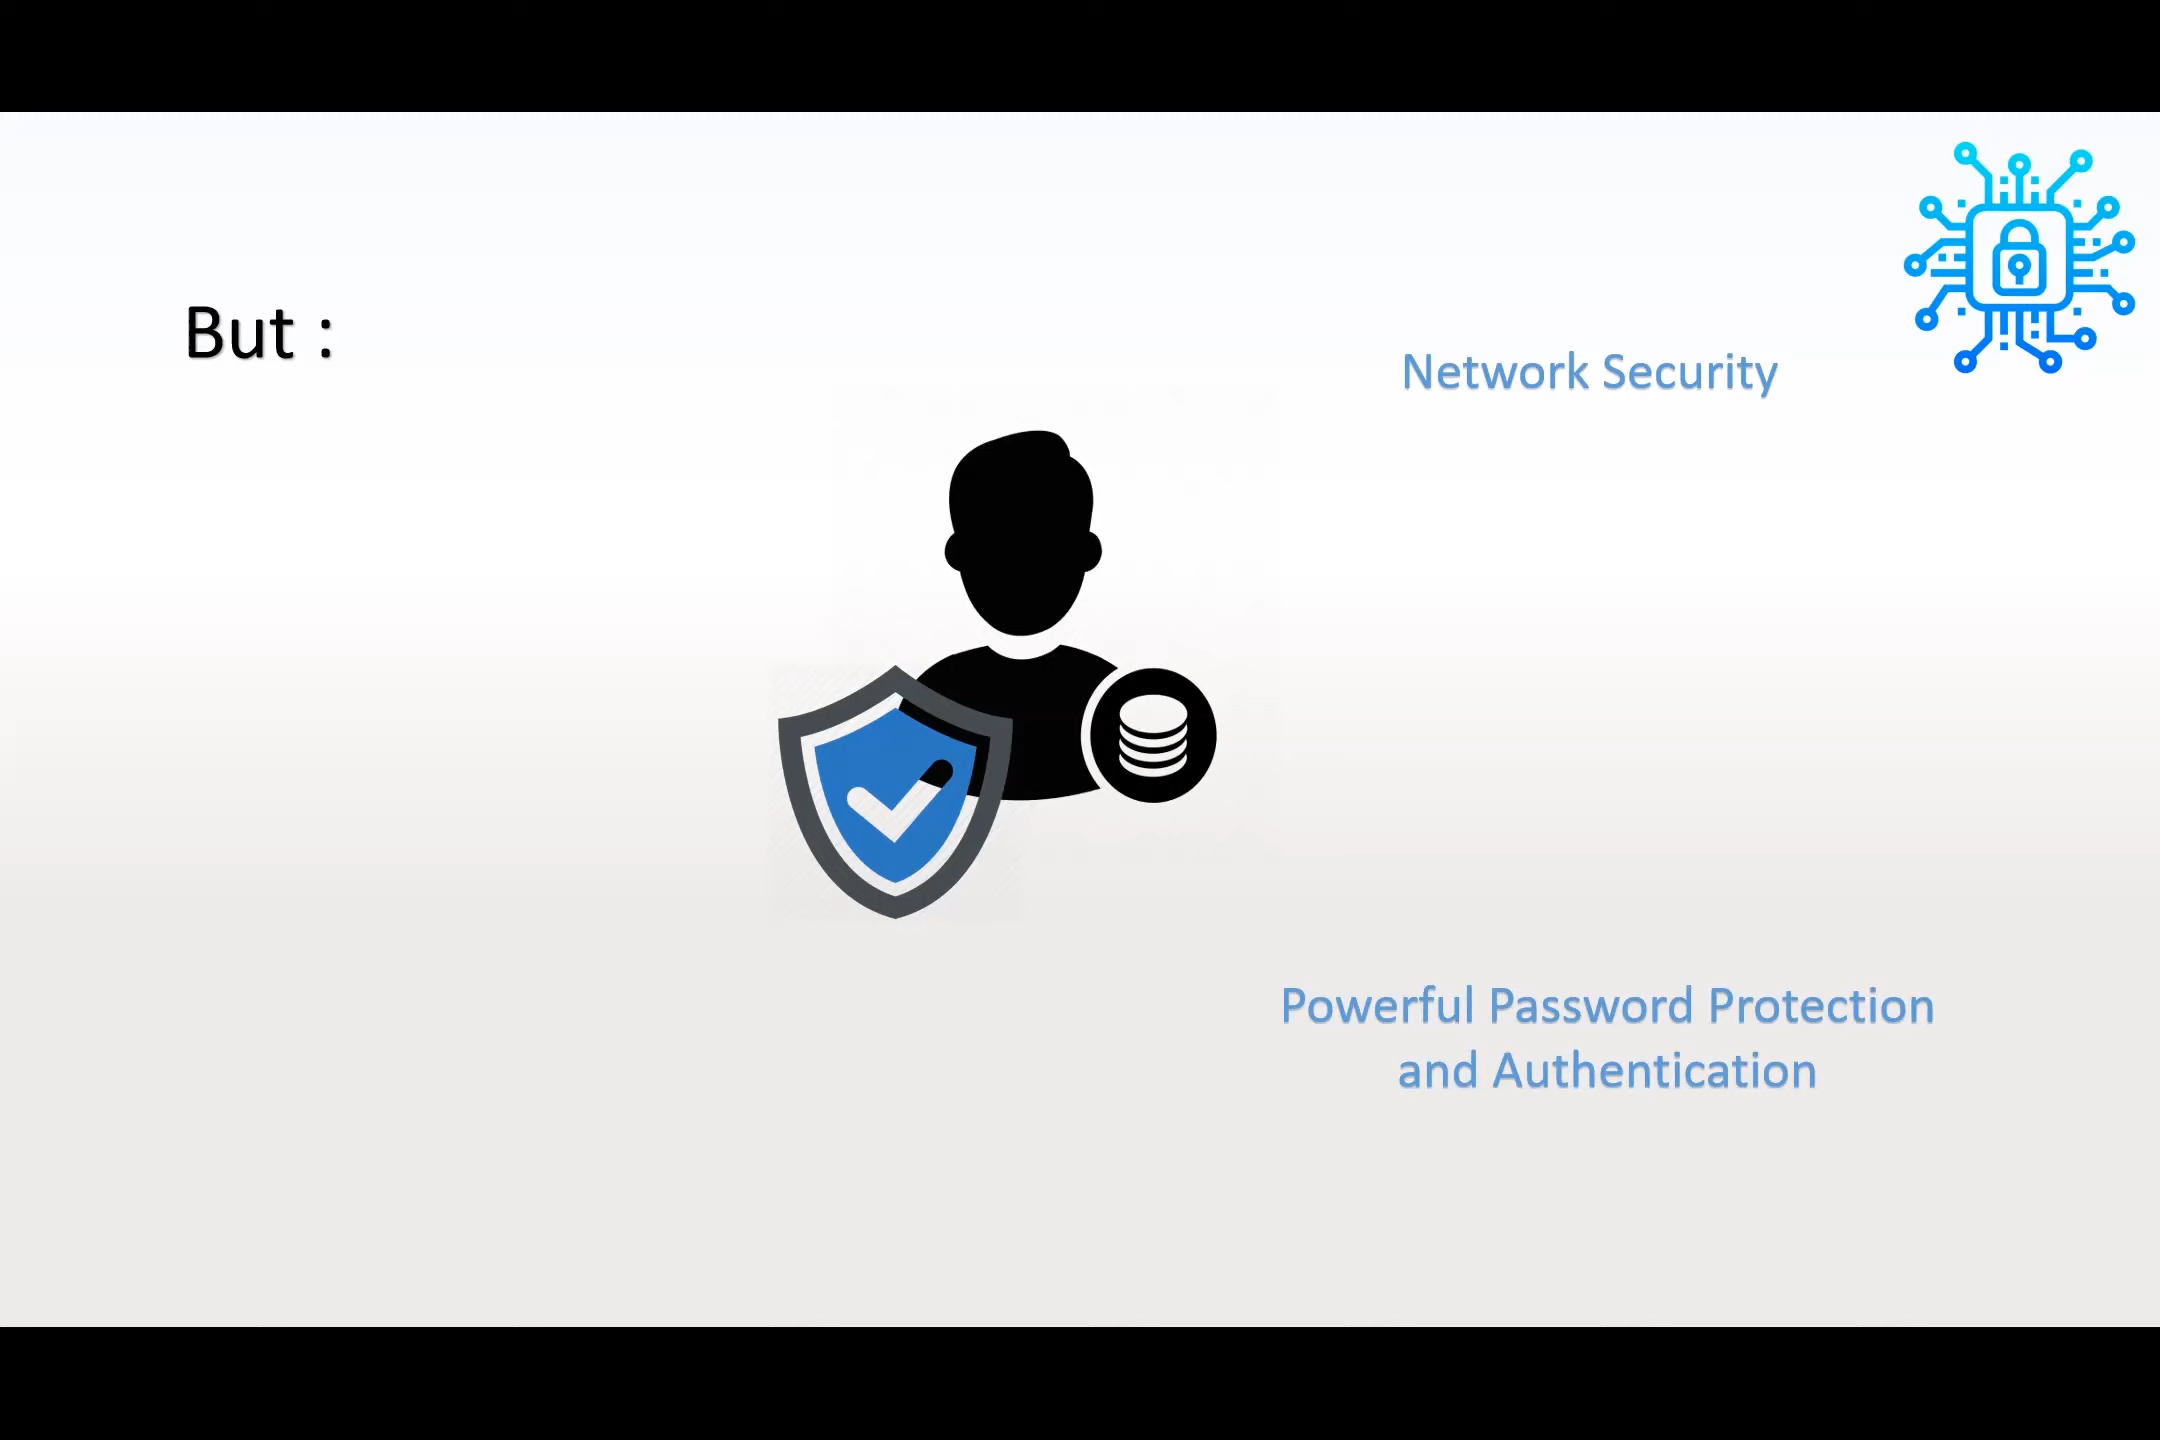 But :
Network Security
Powerful Password Protection
and Authentication